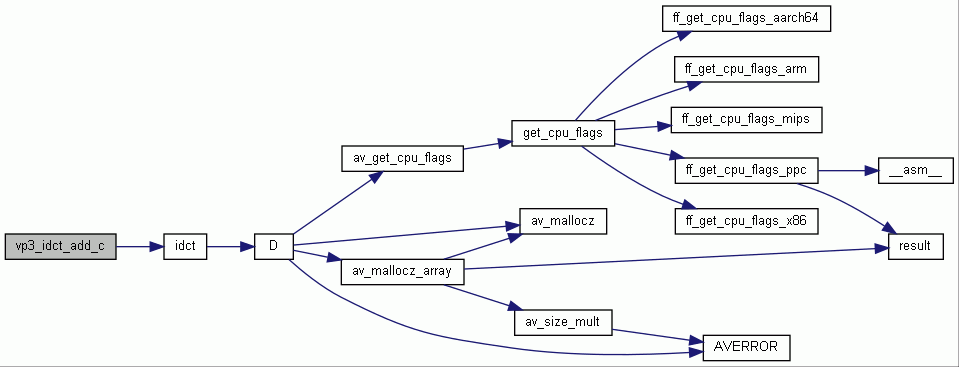 ff_get_cpu_flags_aarch64
ff_get_cpu_flags_arm
ff_get_cpu_flags_mips
get_cpu_flags
av_get_cpu_flags
ff_get_cpu_flags_ppc
__asm__
ff_get_cpu_flags_x86
av_mallocz
vp3_idct_add_c
idct
D
result
av_mallocz_array
av_size_mult
AVERROR